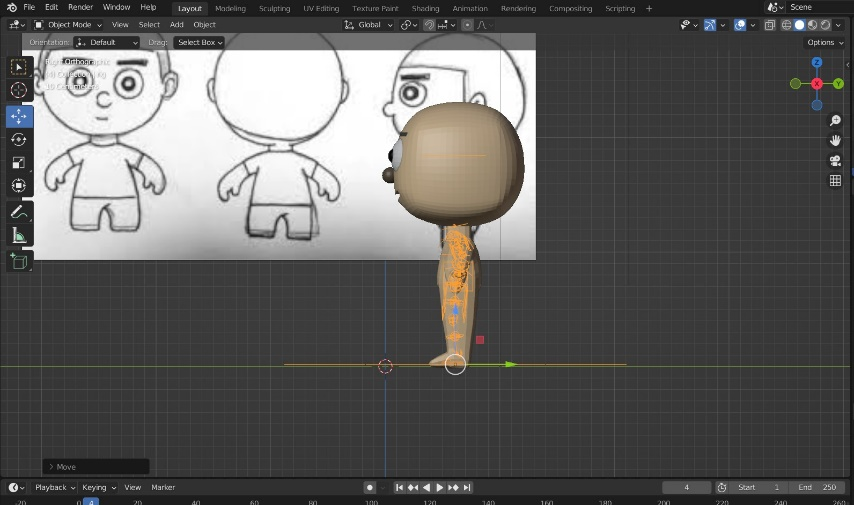 File Edit Render Window Help Layout Modeling Sculpting UV Editing Texture Paint Shading Animation Rendering Compositing Scripting + Scene
Object Mode View Select Add Object Global
Orientation: Default Drag: Select Box Options
Z
X Y
> Move
Playback Keying View Marker 4 Start 1 End 250
-20 0 4 20 40 60 80 100 120 140 160 180 200 220 240 260